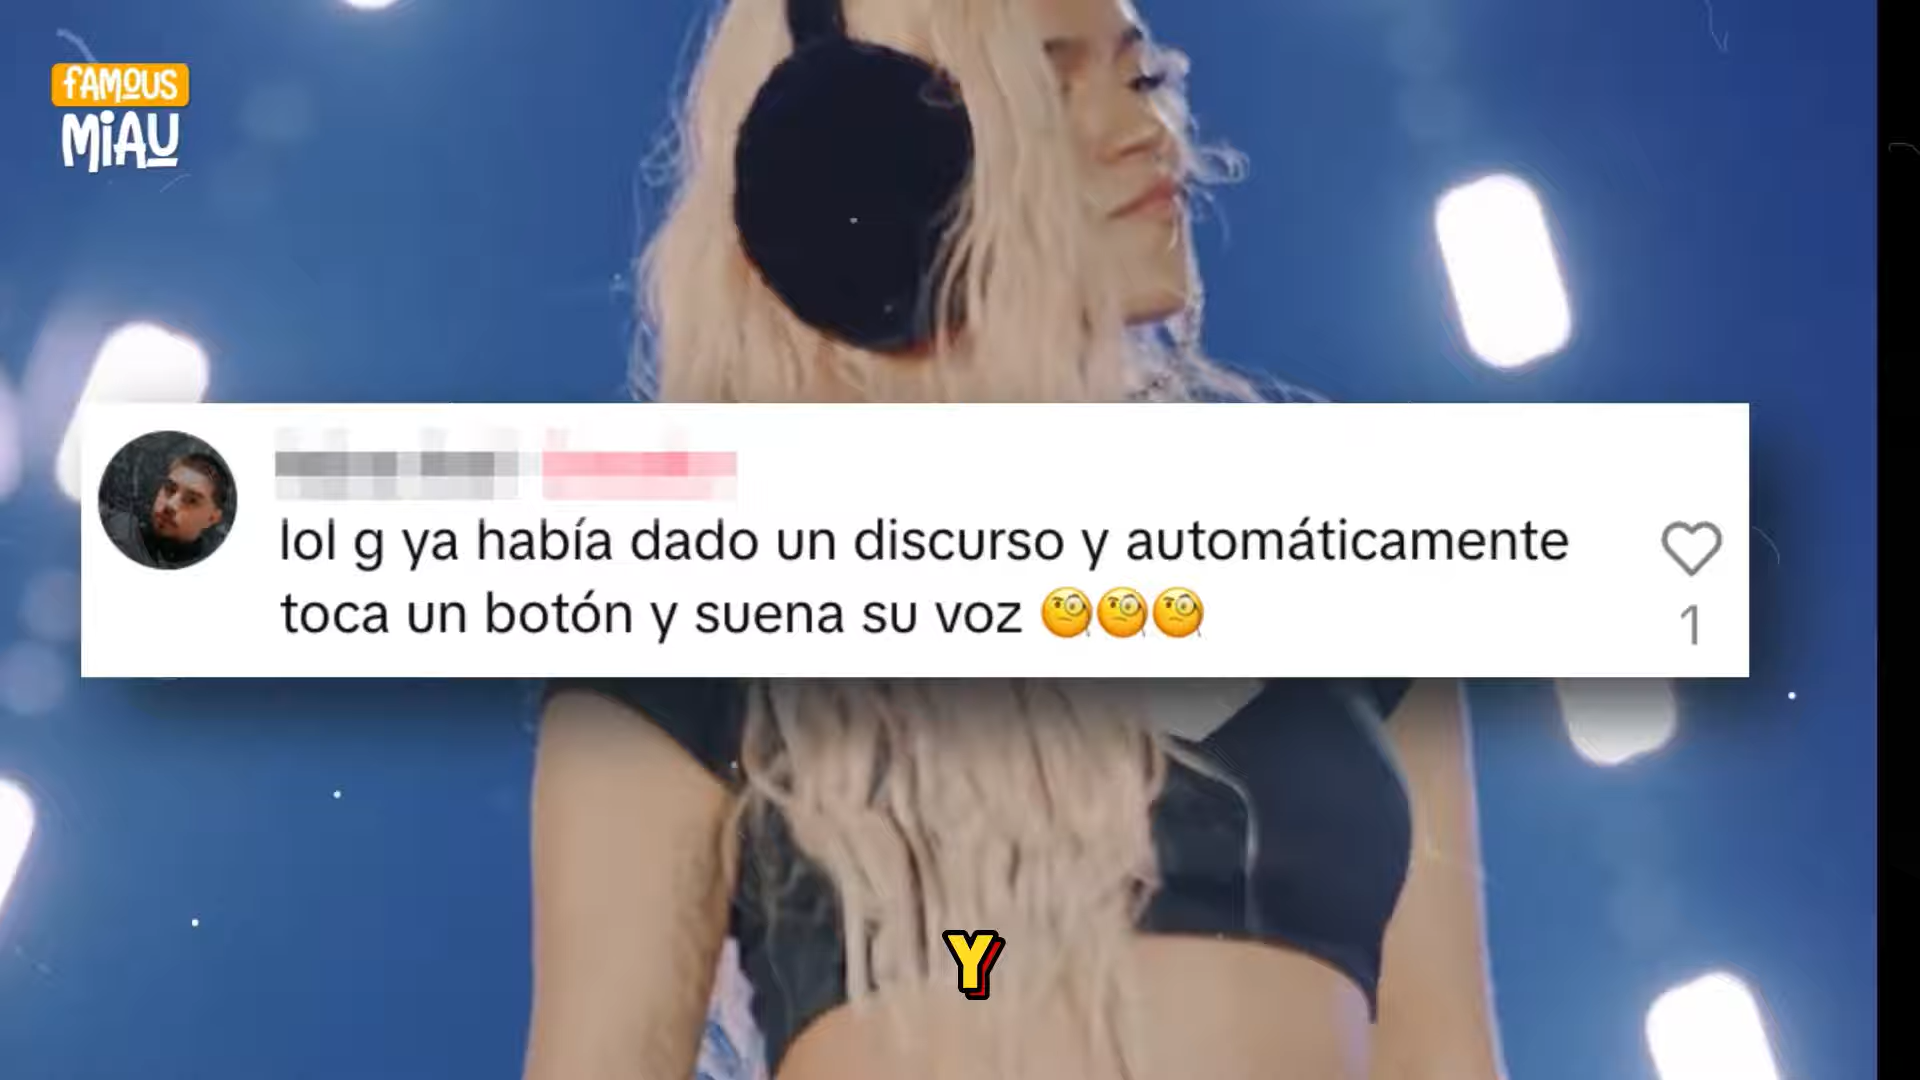 FAMOUS
MiAU
lol g ya había dado un discurso y automáticamente
toca un botón y suena su voz 🧐🧐🧐
1
Y